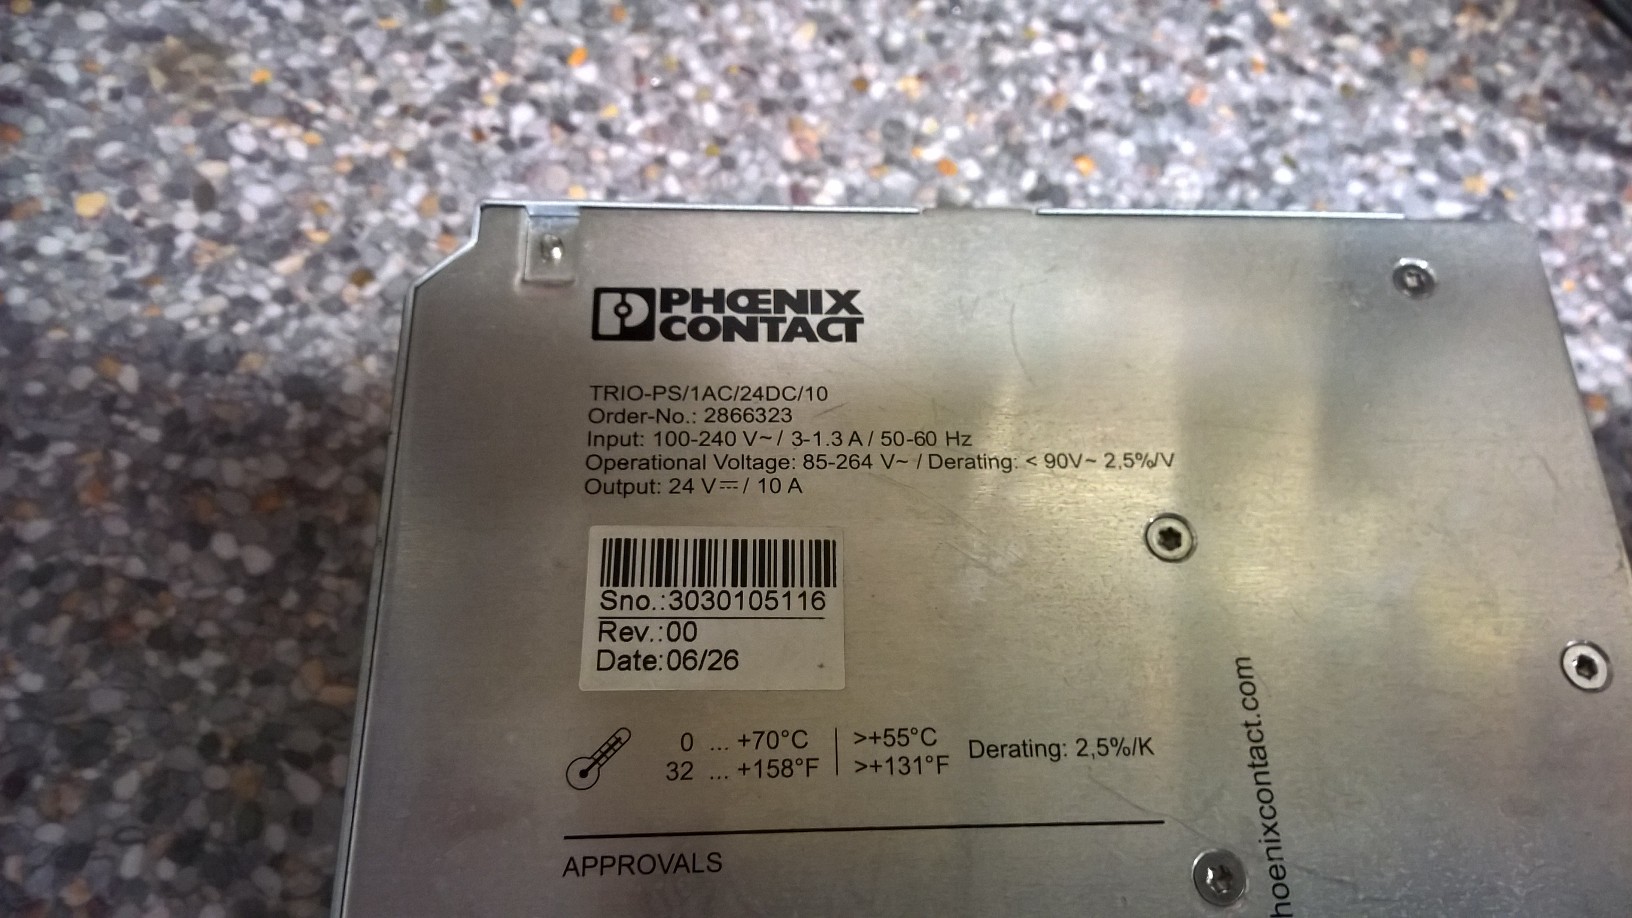 PHŒNIX
CONTACT
TRIO-PS/1AC/24DC/10
Order-No.: 2866323
Input: 100-240 V~ / 3-1.3 A / 50-60 Hz
Operational Voltage: 85-264 V~ / Derating: < 90V~ 2,5%/V
Output: 24 V⎓ / 10 A
Sno.:3030105116
Rev.:00
Date:06/26
0 ... +70°C | >+55°C Derating: 2,5%/K
32 ... +158°F | >+131°F
APPROVALS
hoenixcontact.com